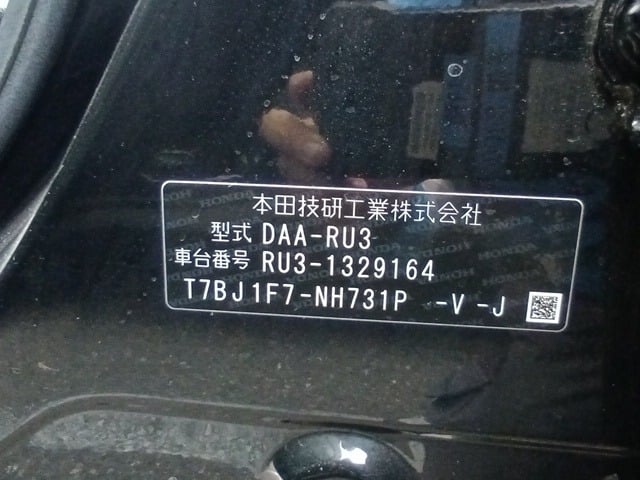 本田技研工業株式会社
型式 DAA-RU3
車台番号 RU3-1329164
T7BJ1F7-NH731P -V -J